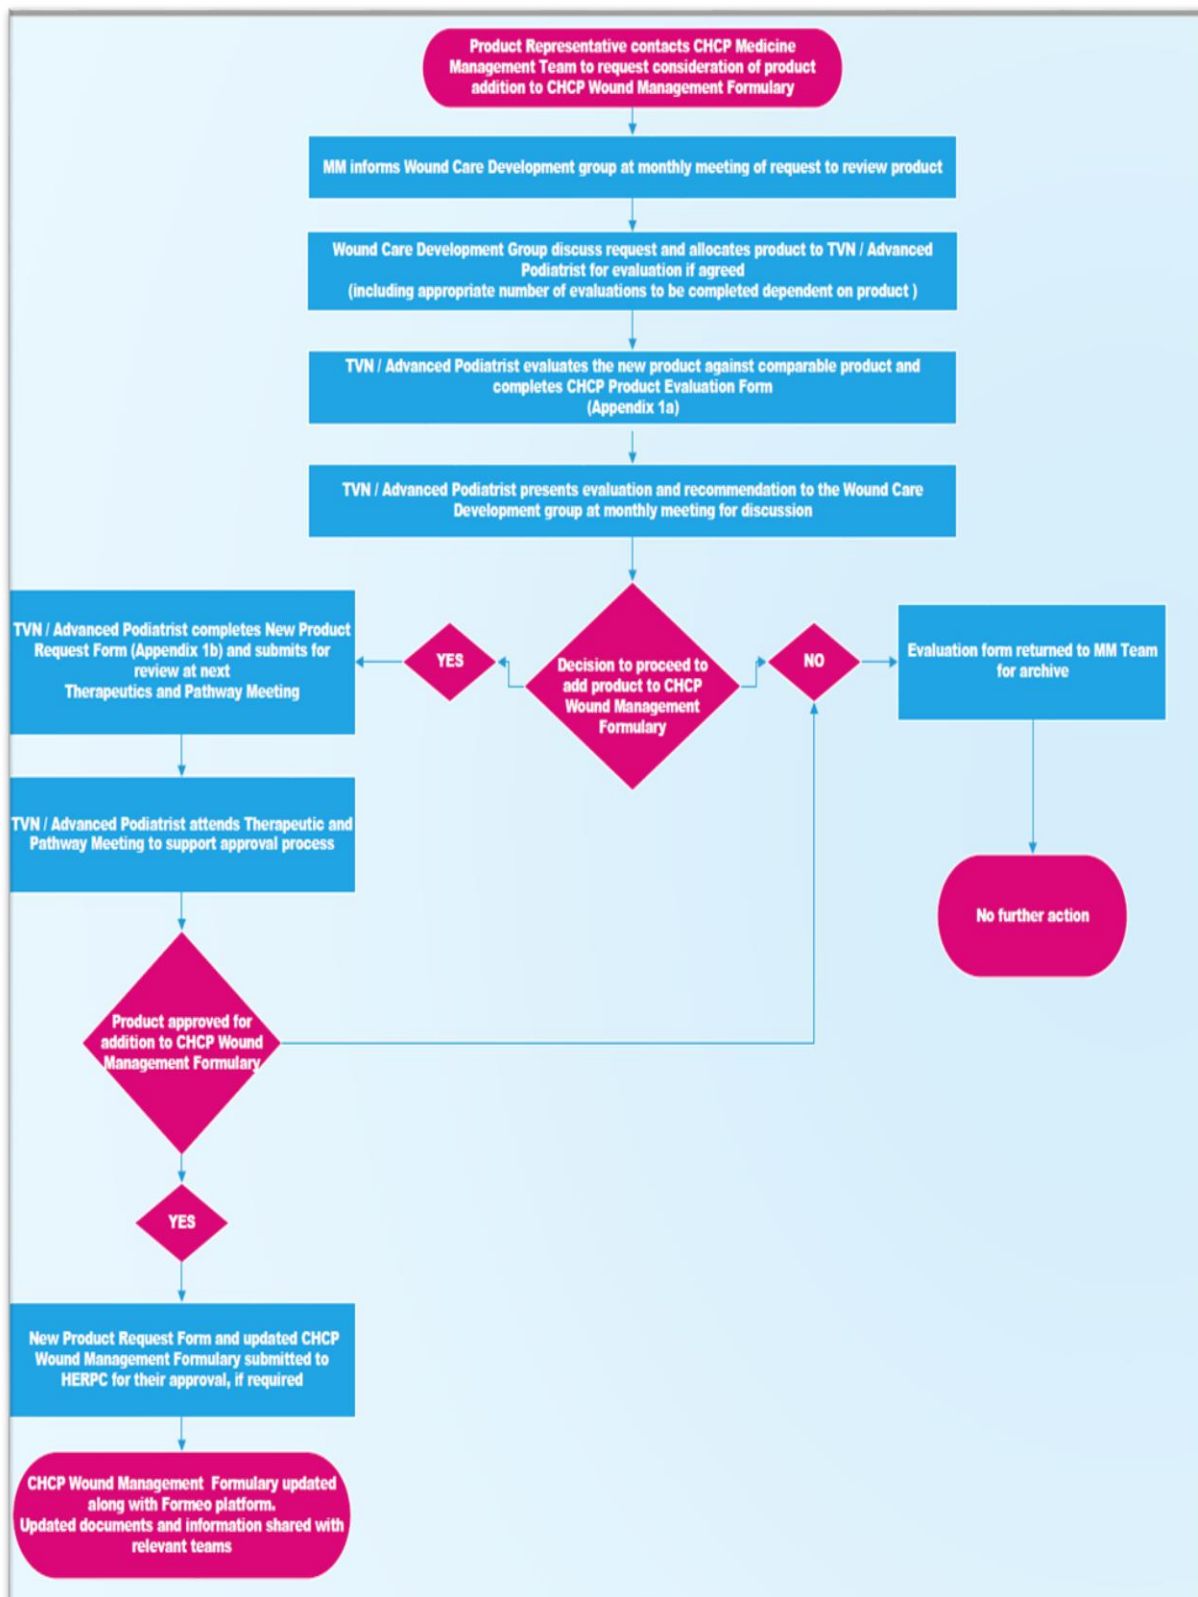 Product Representative contacts CHCP Medicine
Management Team to request consideration of product
addition to CHCP Wound Management Formulary
MM informs Wound Care Development group at monthly meeting of request to review product
Wound Care Development Group discuss request and allocates product to TVN / Advanced
Podiatrist for evaluation if agreed
(including appropriate number of evaluations to be completed dependent on product )
TVN / Advanced Podiatrist evaluates the new product against comparable product and
completes CHCP Product Evaluation Form
(Appendix 1a)
TVN / Advanced Podiatrist presents evaluation and recommendation to the Wound Care
Development group at monthly meeting for discussion
Decision to proceed to
add product to CHCP
Wound Management
Formulary
YES
TVN / Advanced Podiatrist completes New Product
Request Form (Appendix 1b) and submits for
review at next
Therapeutics and Pathway Meeting
NO
Evaluation form returned to MM Team
for archive
No further action
TVN / Advanced Podiatrist attends Therapeutic and
Pathway Meeting to support approval process
Product approved for
addition to CHCP Wound
Management Formulary
YES
New Product Request Form and updated CHCP
Wound Management Formulary submitted to
HERPC for their approval, if required
CHCP Wound Management Formulary updated
along with Formeo platform.
Updated documents and information shared with
relevant teams